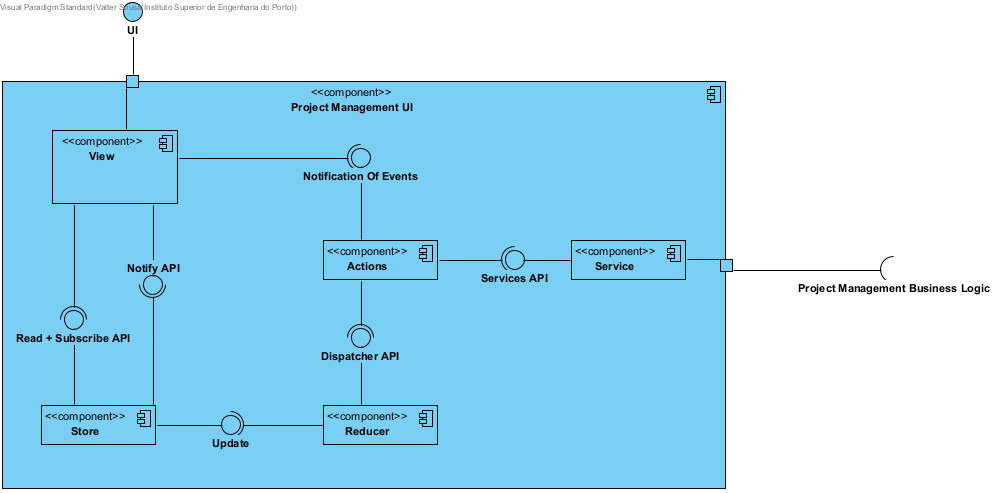 Visual Paradigm Standard(Valter Sousa(Instituto Superior de Engenharia do Porto))
UI
<<component>>
Project Management UI
<<component>>
View
Notification Of Events
<<component>>
Actions
<<component>>
Service
Notify API
Services API
Project Management Business Logic
Read + Subscribe API
Dispatcher API
<<component>>
Store
<<component>>
Reducer
Update